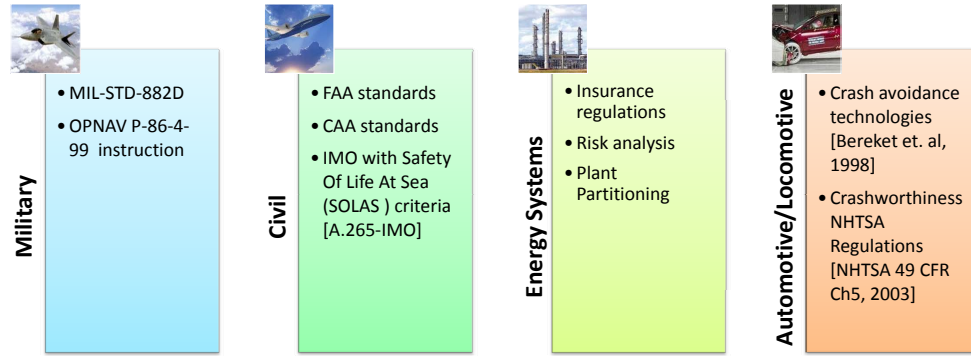 Military
• MIL-STD-882D
• OPNAV P-86-4-
99 instruction
Civil
• FAA standards
• CAA standards
• IMO with Safety
Of Life At Sea
(SOLAS ) criteria
[A.265-IMO]
Energy Systems
• Insurance
regulations
• Risk analysis
• Plant
Partitioning
Automotive/Locomotive
• Crash avoidance
technologies
[Bereket et. al,
1998]
• Crashworthiness
NHTSA
Regulations
[NHTSA 49 CFR
Ch5, 2003]